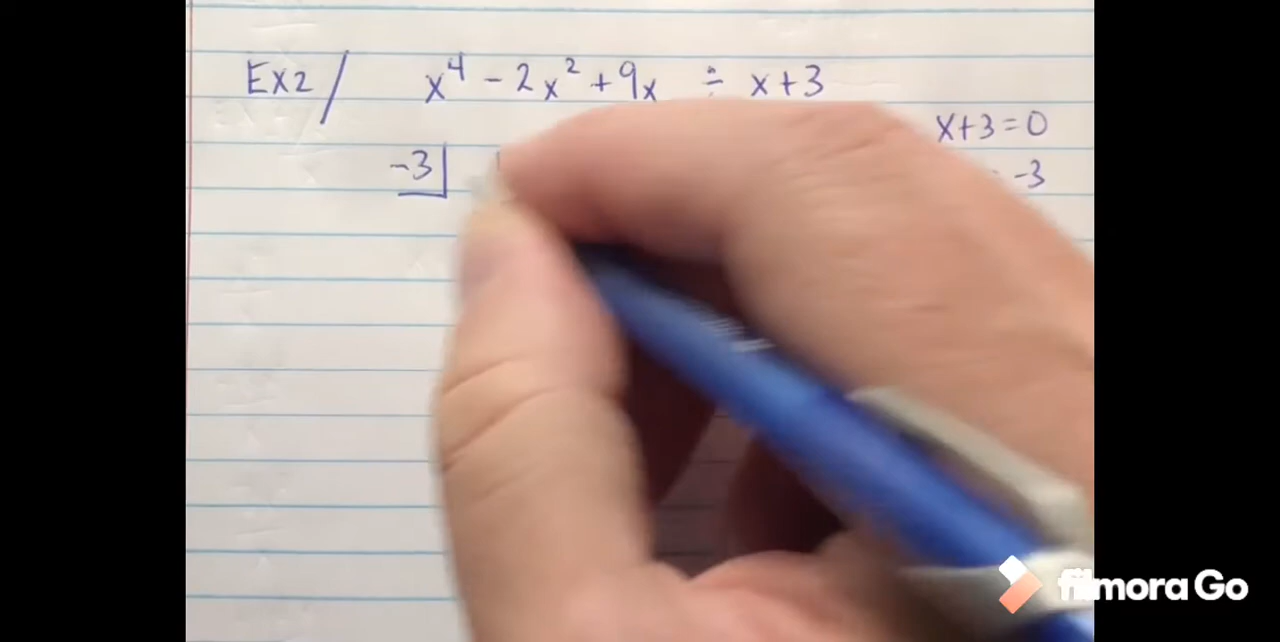 Ex2/ x⁴ - 2x² + 9x ÷ x+3
x+3=0
-3
-3
filmora Go